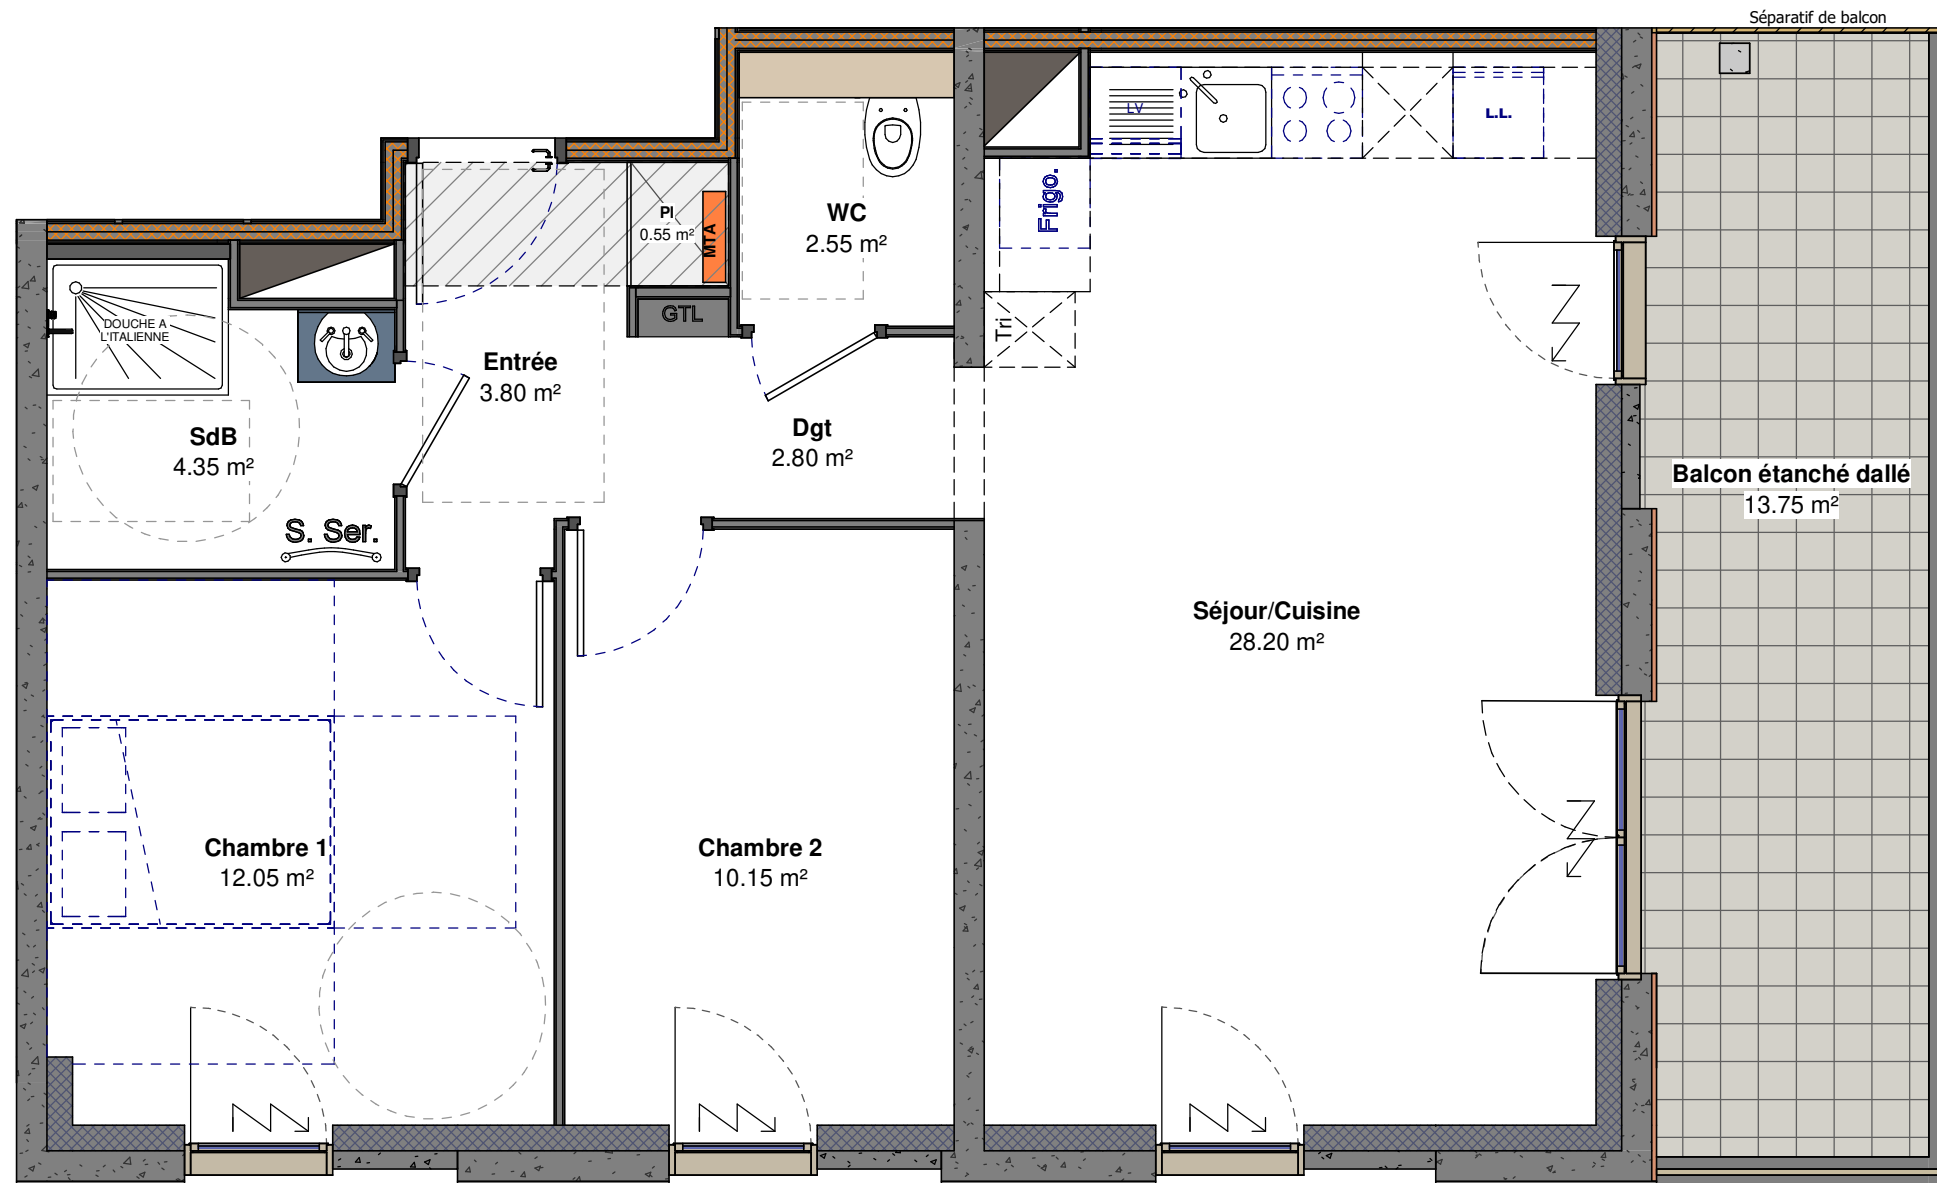 Séparatif de balcon
LV
L.L.
Frigo.
Tri
WC
2.55 m²
Pl
0.55 m²
MTA
GTL
DOUCHE A
L'ITALIENNE
Entrée
3.80 m²
SdB
4.35 m²
S. Ser.
Dgt
2.80 m²
Balcon étanché dallé
13.75 m²
Séjour/Cuisine
28.20 m²
Chambre 1
12.05 m²
Chambre 2
10.15 m²